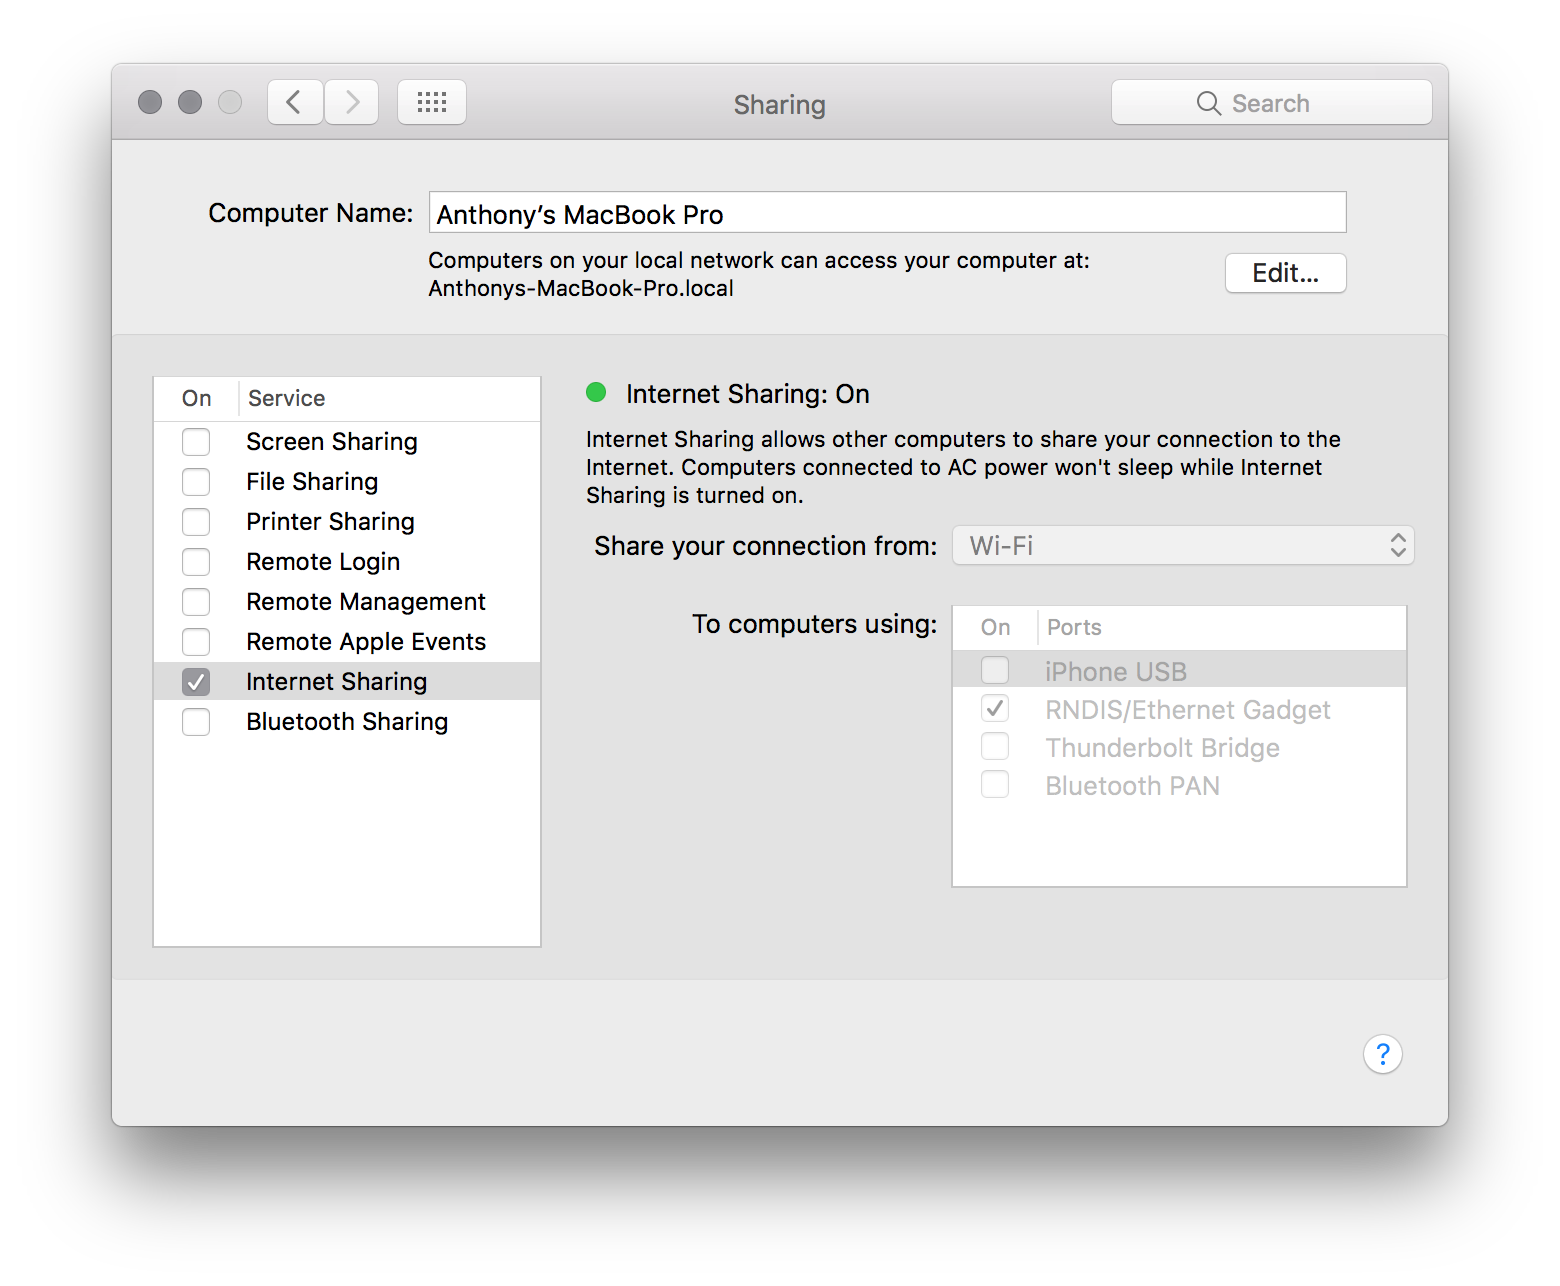 Sharing
Search
Computer Name: Anthony’s MacBook Pro
Computers on your local network can access your computer at:
Anthonys-MacBook-Pro.local
Edit...
On Service
Screen Sharing
File Sharing
Printer Sharing
Remote Login
Remote Management
Remote Apple Events
Internet Sharing
Bluetooth Sharing
Internet Sharing: On
Internet Sharing allows other computers to share your connection to the
Internet. Computers connected to AC power won't sleep while Internet
Sharing is turned on.
Share your connection from: Wi-Fi
To computers using:
On Ports
iPhone USB
RNDIS/Ethernet Gadget
Thunderbolt Bridge
Bluetooth PAN
?